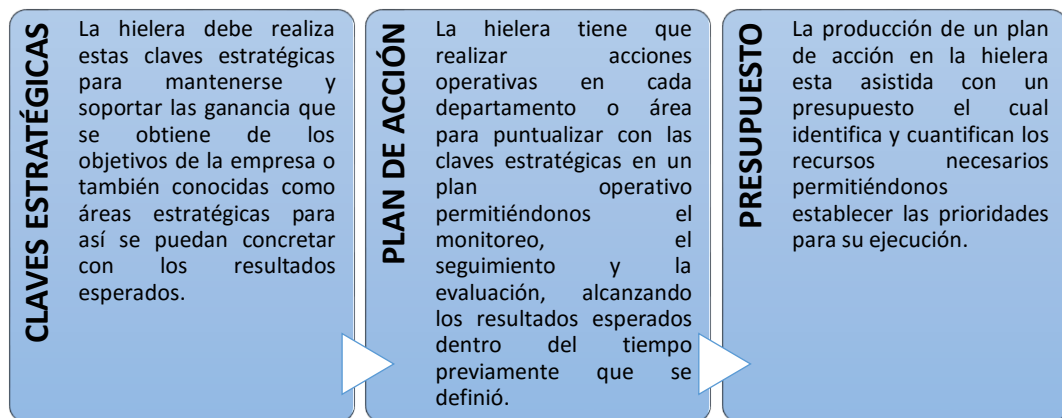 CLAVES ESTRATÉGICAS
La hielera debe realiza
estas claves estratégicas
para mantenerse y
soportar las ganancia que
se obtiene de los
objetivos de la empresa o
también conocidas como
áreas estratégicas para
así se puedan concretar
con los resultados
esperados.
PLAN DE ACCIÓN
La hielera tiene que
realizar acciones
operativas en cada
departamento o área
para puntualizar con las
claves estratégicas en un
plan operativo
permitiéndonos el
monitoreo, el
seguimiento y la
evaluación, alcanzando
los resultados esperados
dentro del tiempo
previamente que se
definió.
PRESUPUESTO
La producción de un plan
de acción en la hielera
esta asistida con un
presupuesto el cual
identifica y cuantifican los
recursos necesarios
permitiéndonos
establecer las prioridades
para su ejecución.